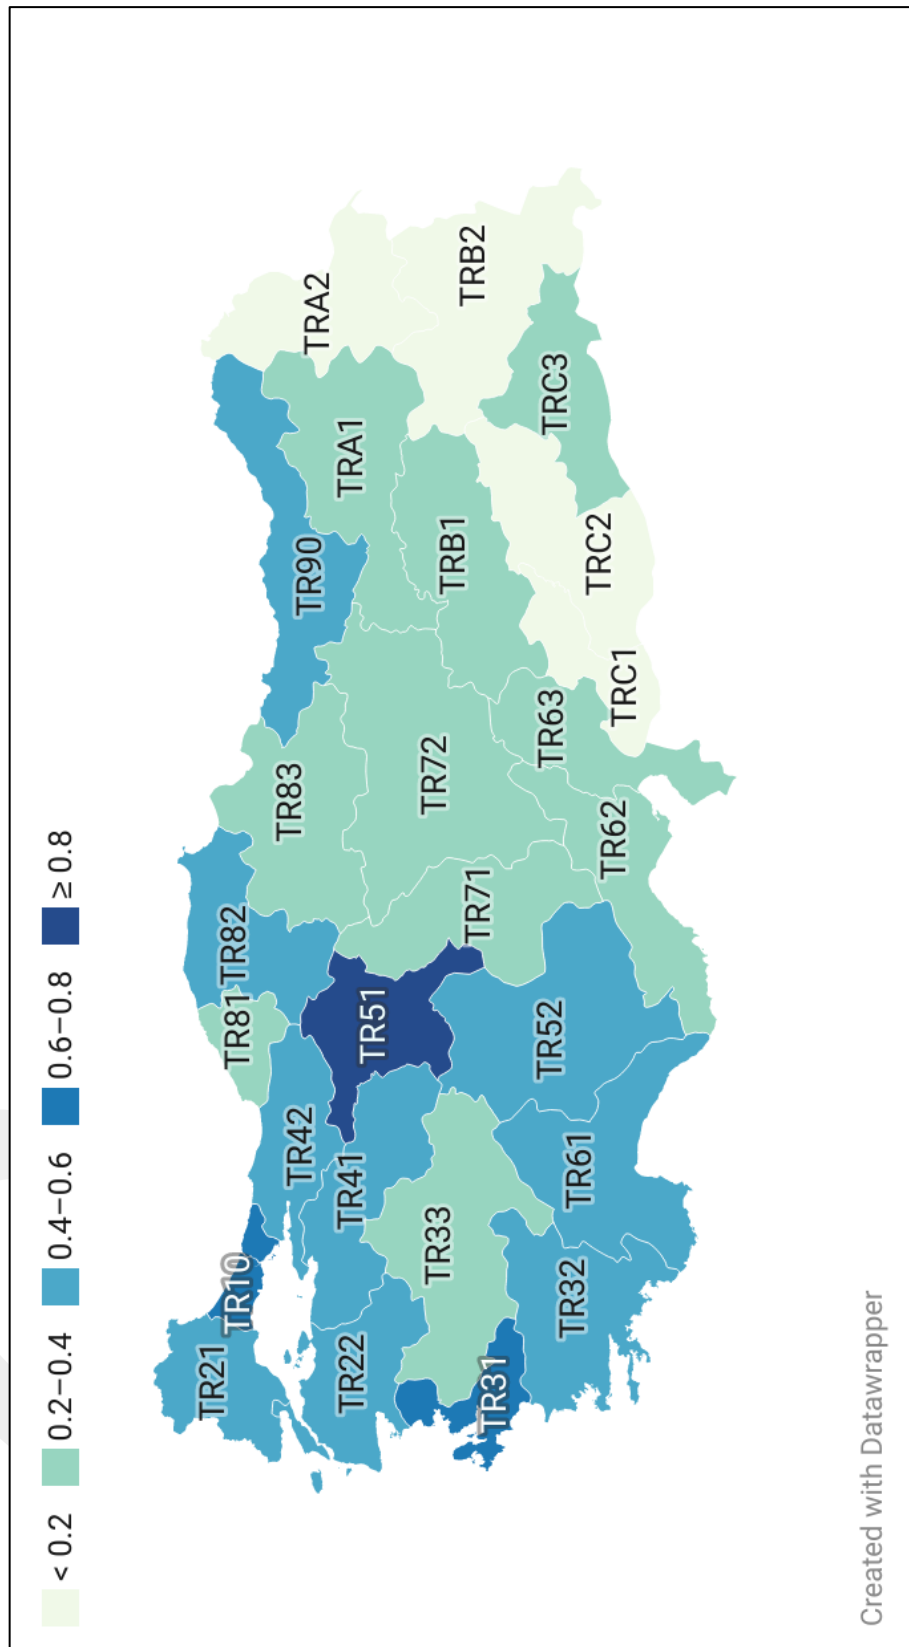 < 0.2 0.2–0.4 0.4–0.6 0.6–0.8 ≥ 0.8
TR21
TR10
TR81
TR82
TR42
TR83
TR90
TRA2
TR22
TR41
TR51
TRA1
TR33
TR71
TR72
TRB1
TRB2
TR31
TR32
TR61
TR52
TR62
TR63
TRC1
TRC2
TRC3
Created with Datawrapper